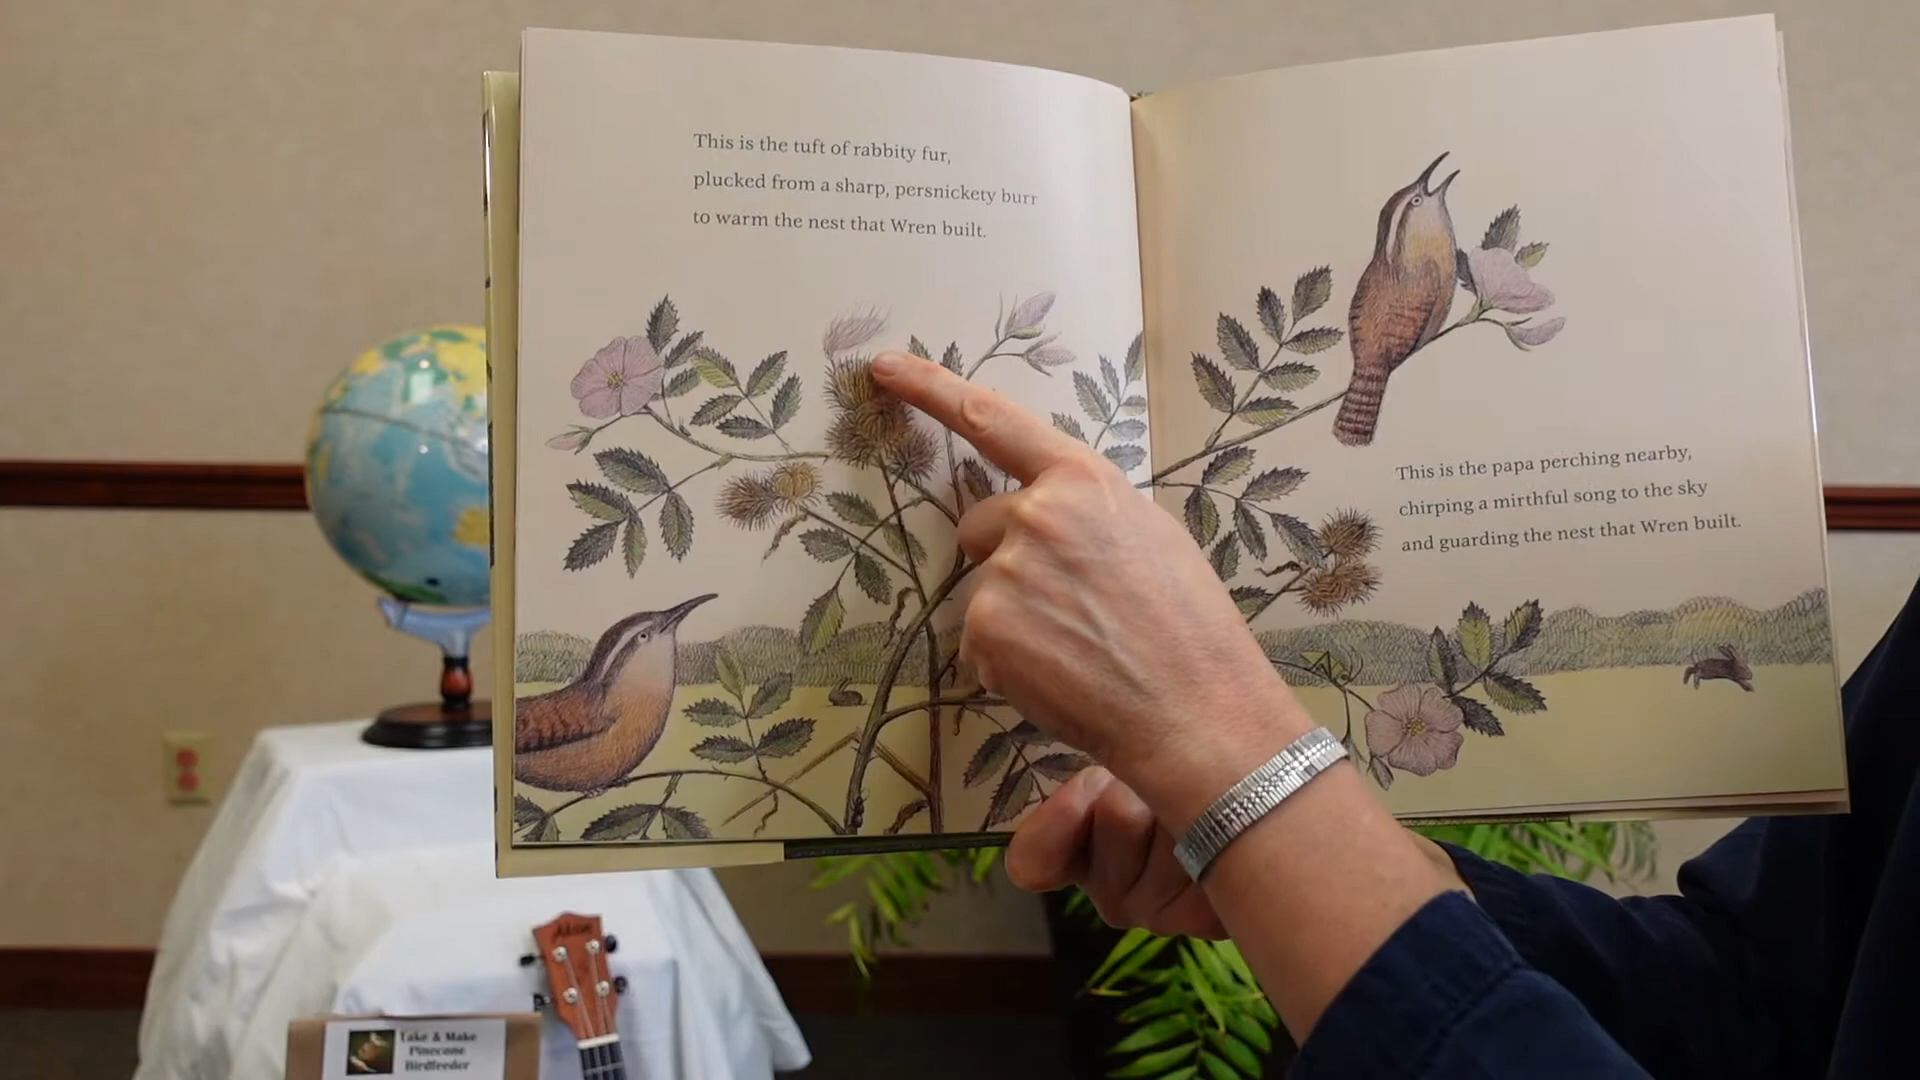 This is the tuft of rabbity fur,
plucked from a sharp, persnickety burr
to warm the nest that Wren built.
This is the papa perching nearby,
chirping a mirthful song to the sky
and guarding the nest that Wren built.
Take & Make
Pinecone
Birdfeeder